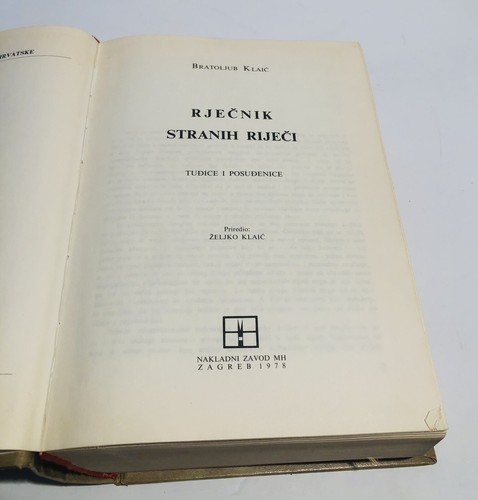 RVATSKE
BRATOLJUB KLAIĆ
RJEČNIK
STRANIH RIJEČI
TUĐICE I POSUĐENICE
Priredio:
ŽELJKO KLAIĆ
NAKLADNI ZAVOD MH
ZAGREB 1978